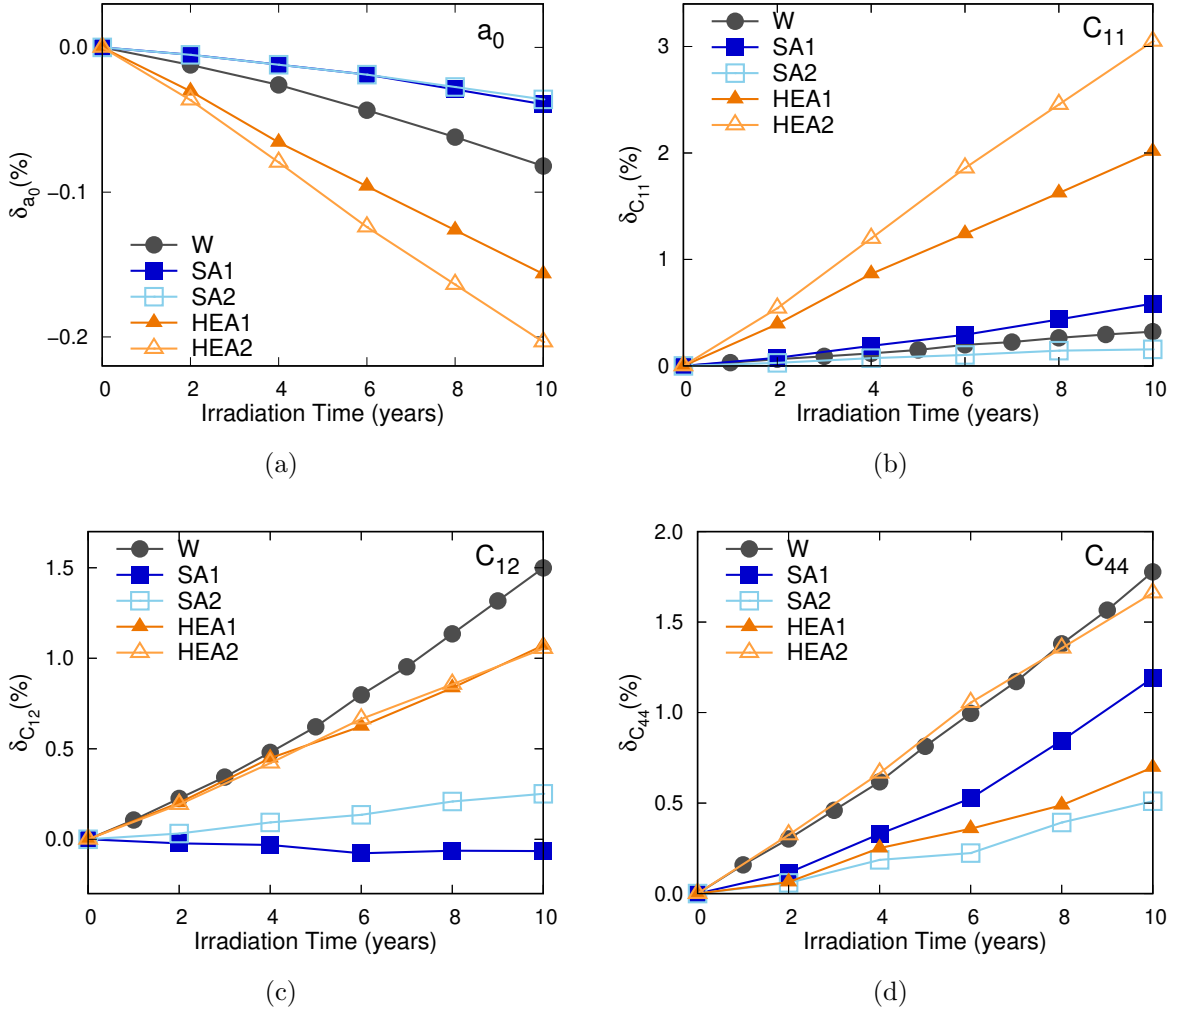 a0
0.0
−0.1
−0.2
δa0(%)
W
SA1
SA2
HEA1
HEA2
0 2 4 6 8 10
Irradiation Time (years)
(a)
C11
W
SA1
SA2
HEA1
HEA2
3
2
1
0
δC11(%)
0 2 4 6 8 10
Irradiation Time (years)
(b)
C12
W
SA1
SA2
HEA1
HEA2
1.5
1.0
0.5
0.0
δC12(%)
0 2 4 6 8 10
Irradiation Time (years)
(c)
C44
W
SA1
SA2
HEA1
HEA2
2.0
1.5
1.0
0.5
0.0
δC44(%)
0 2 4 6 8 10
Irradiation Time (years)
(d)